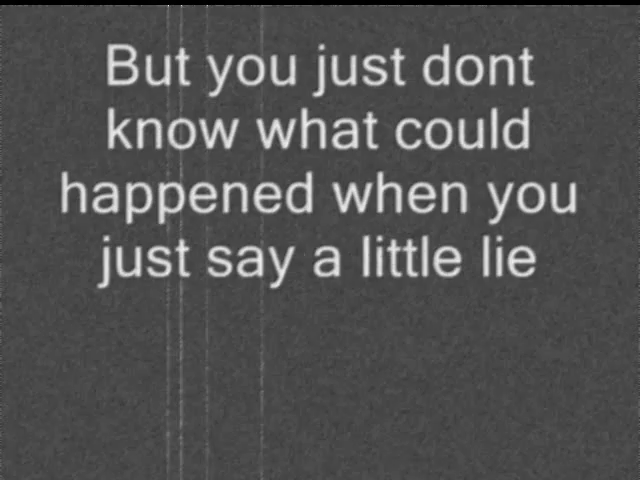 But you just dont
know what could
happened when you
just say a little lie